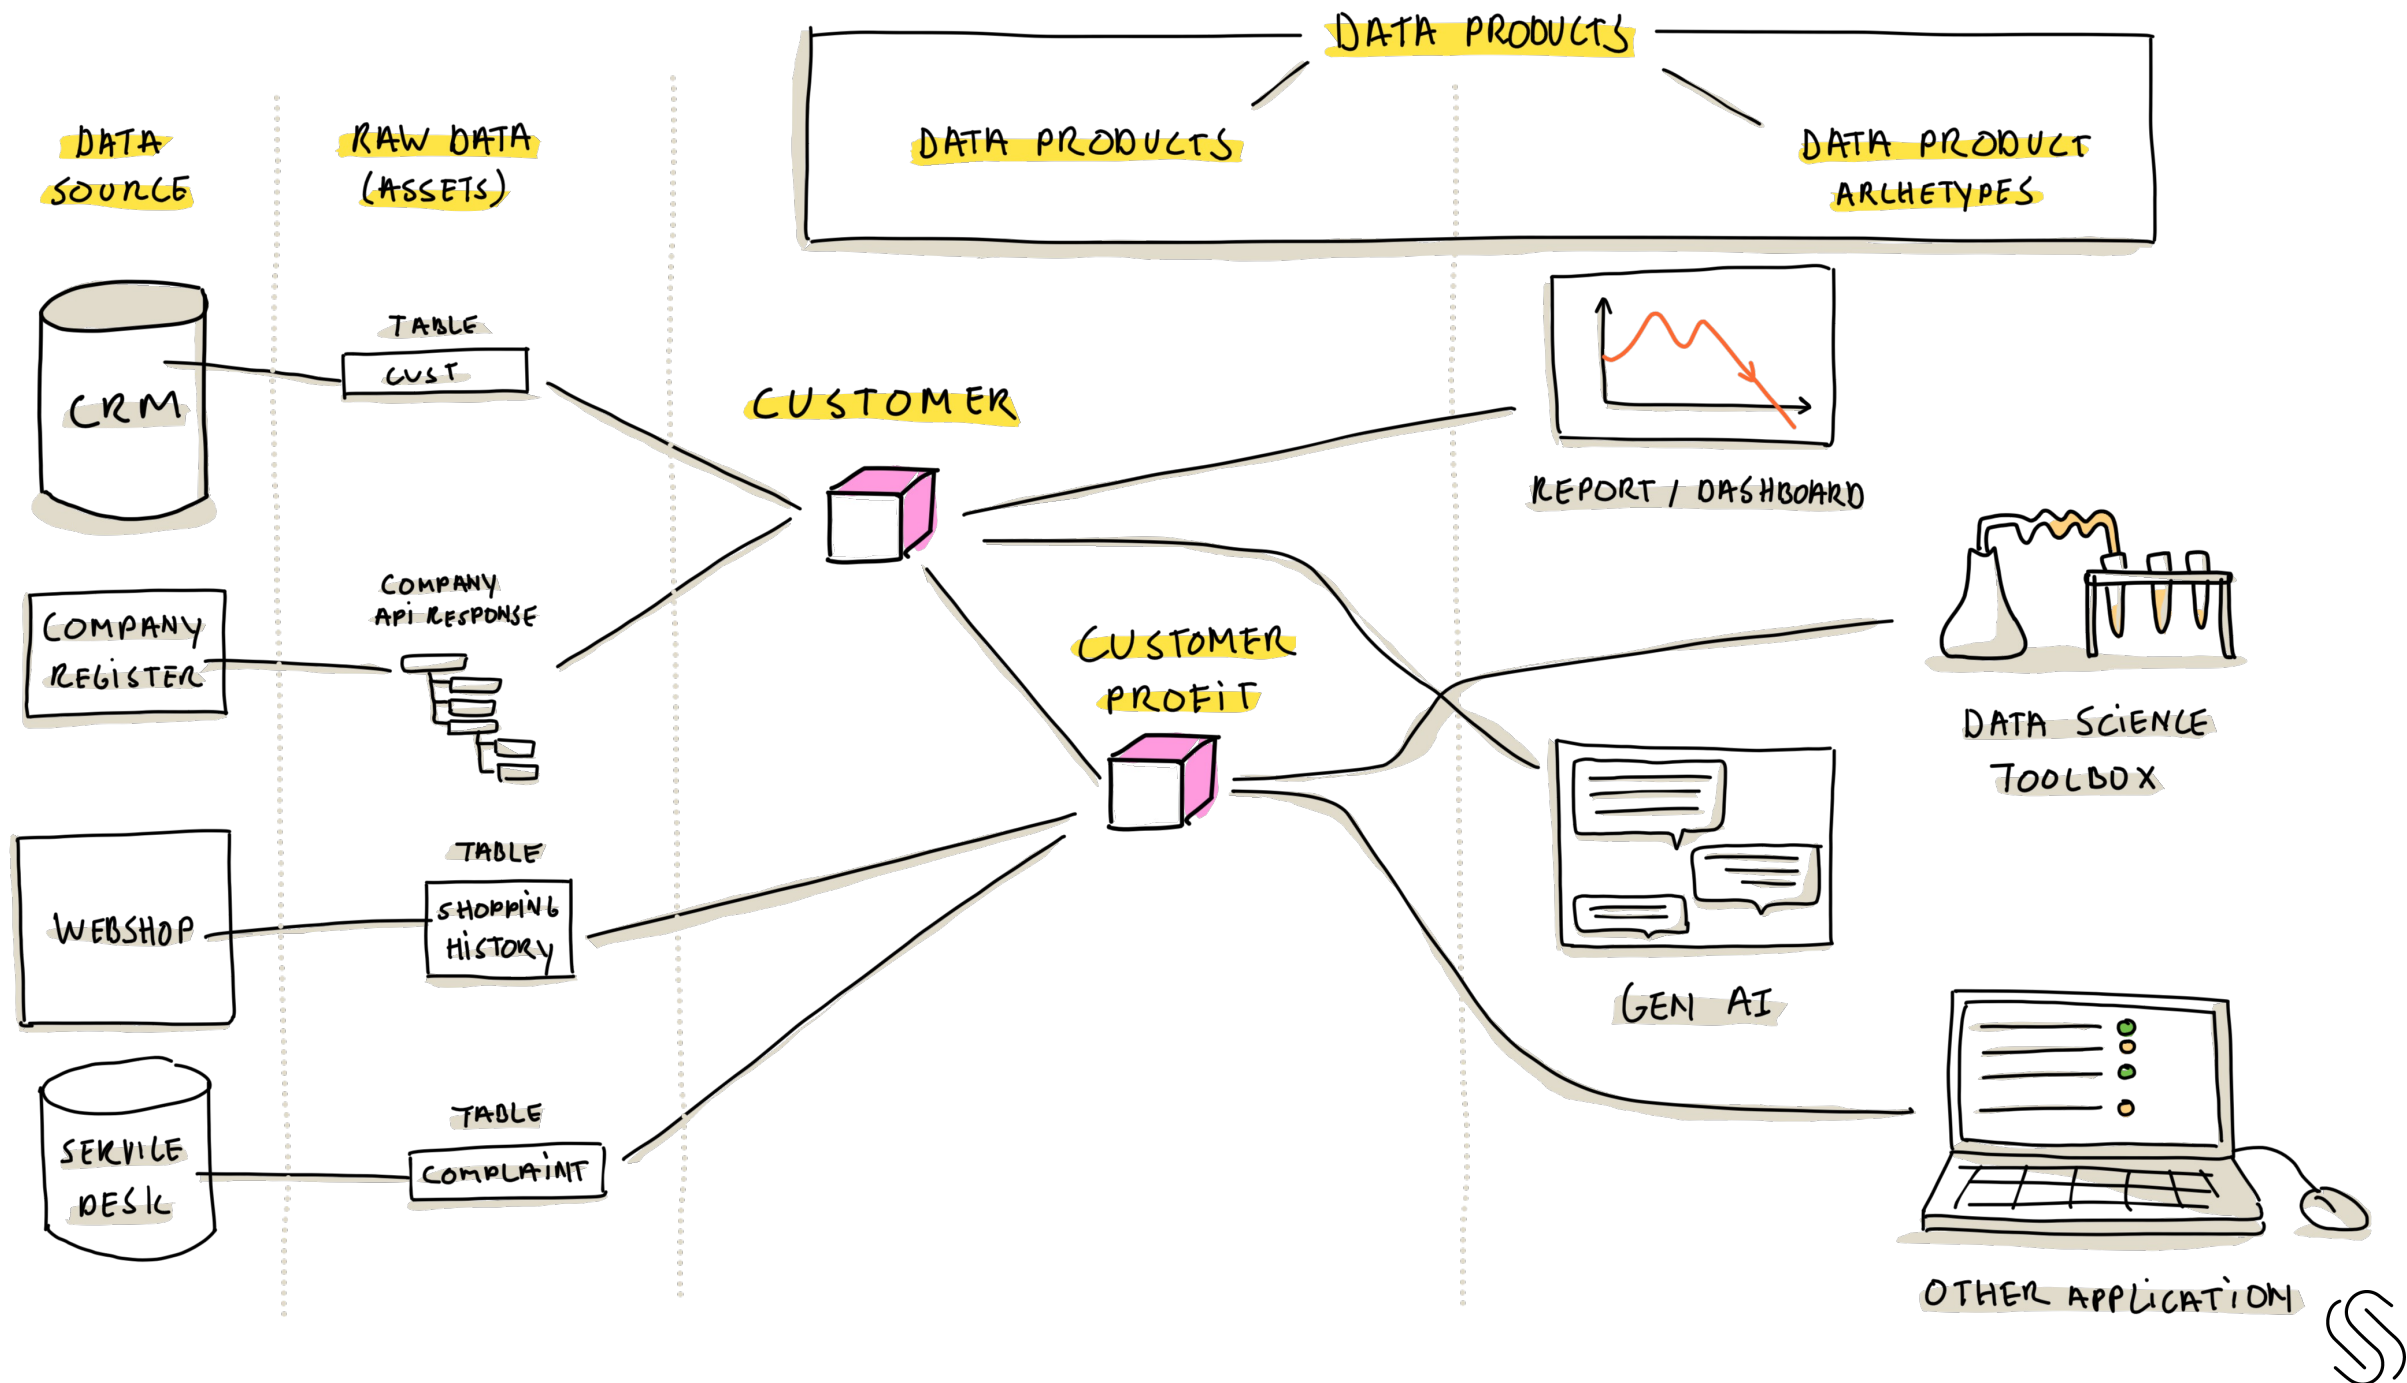 DATA PRODUCTS
DATA
SOURCE
RAW DATA
(ASSETS)
DATA PRODUCTS
DATA PRODUCT
ARCHETYPES
CRM
TABLE
CUST
CUSTOMER
REPORT / DASHBOARD
COMPANY
REGISTER
COMPANY
API RESPONSE
CUSTOMER
PROFIT
DATA SCIENCE
TOOLBOX
WEBSHOP
TABLE
SHOPPING
HISTORY
GEN AI
SERVICE
DESK
TABLE
COMPLAINT
OTHER APPLICATION